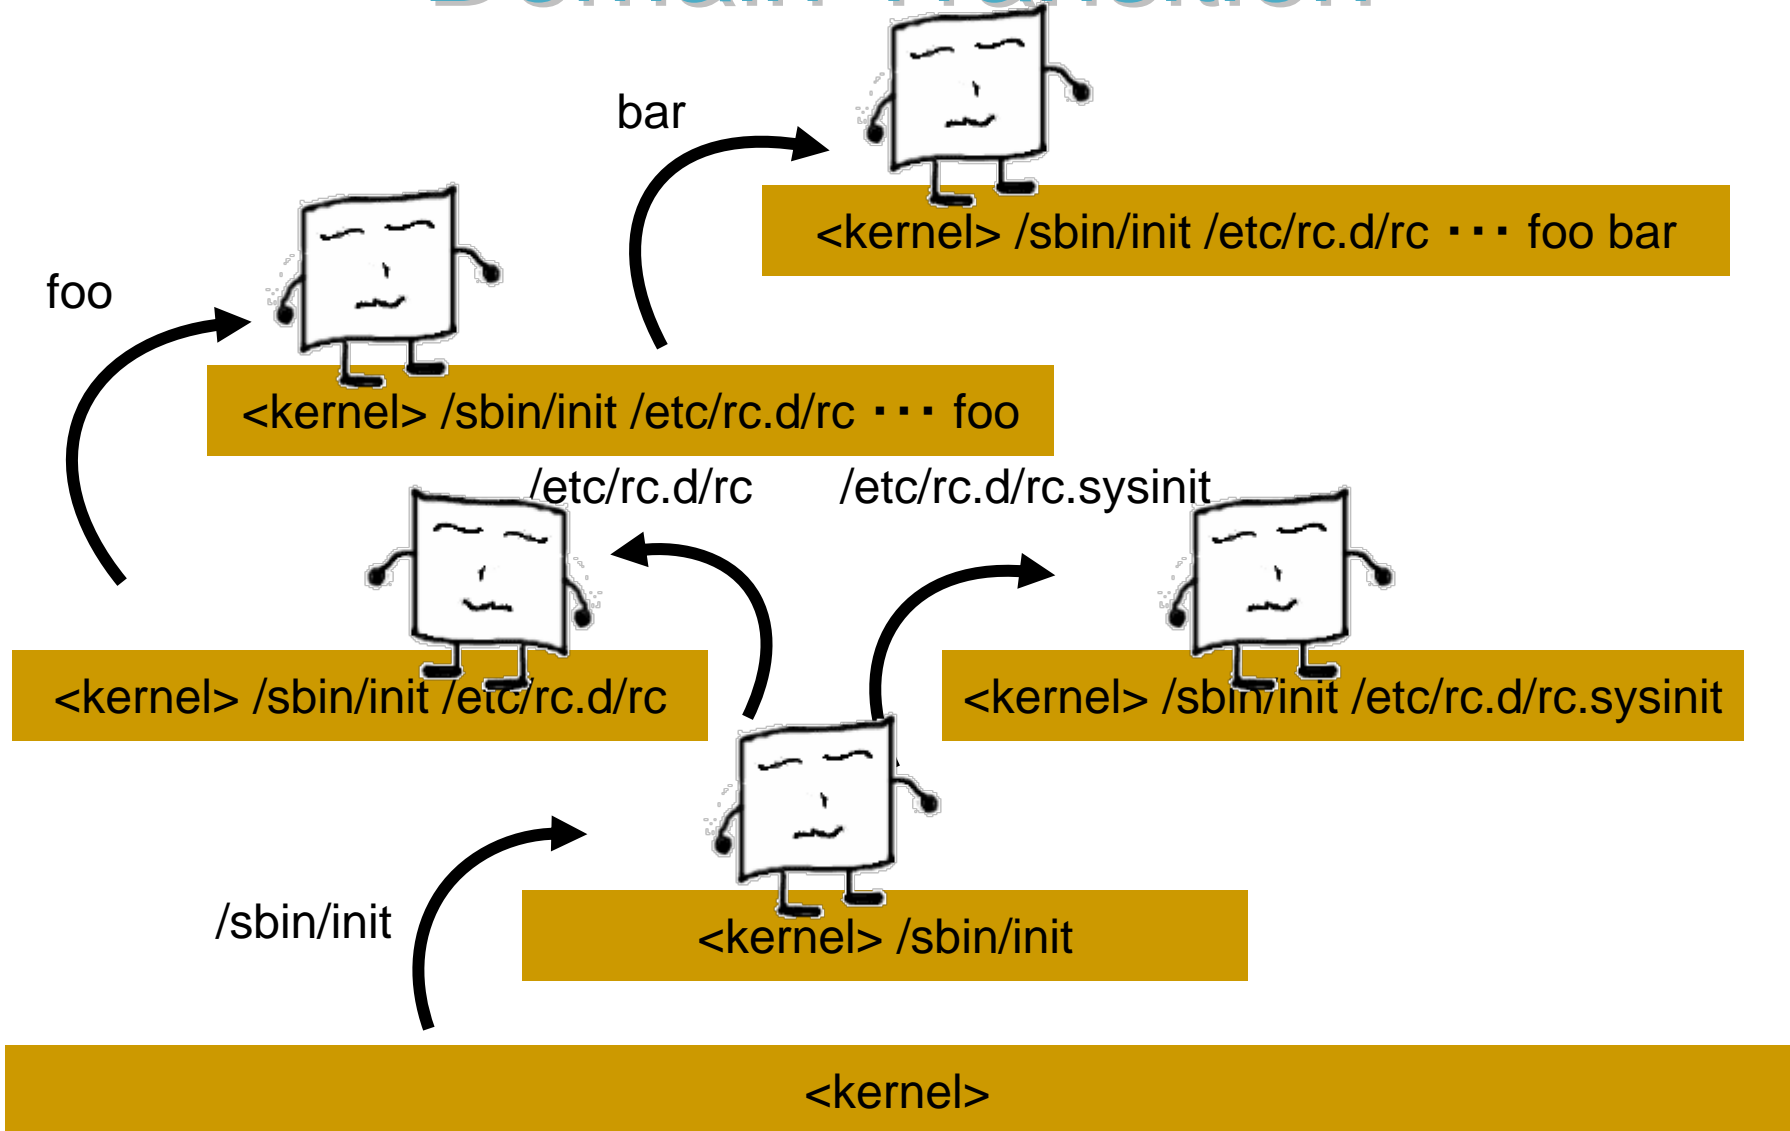 Domain Transition
bar
<kernel> /sbin/init /etc/rc.d/rc ･･･ foo bar
foo
<kernel> /sbin/init /etc/rc.d/rc ･･･ foo
/etc/rc.d/rc
/etc/rc.d/rc.sysinit
<kernel> /sbin/init /etc/rc.d/rc
<kernel> /sbin/init /etc/rc.d/rc.sysinit
/sbin/init
<kernel> /sbin/init
<kernel>